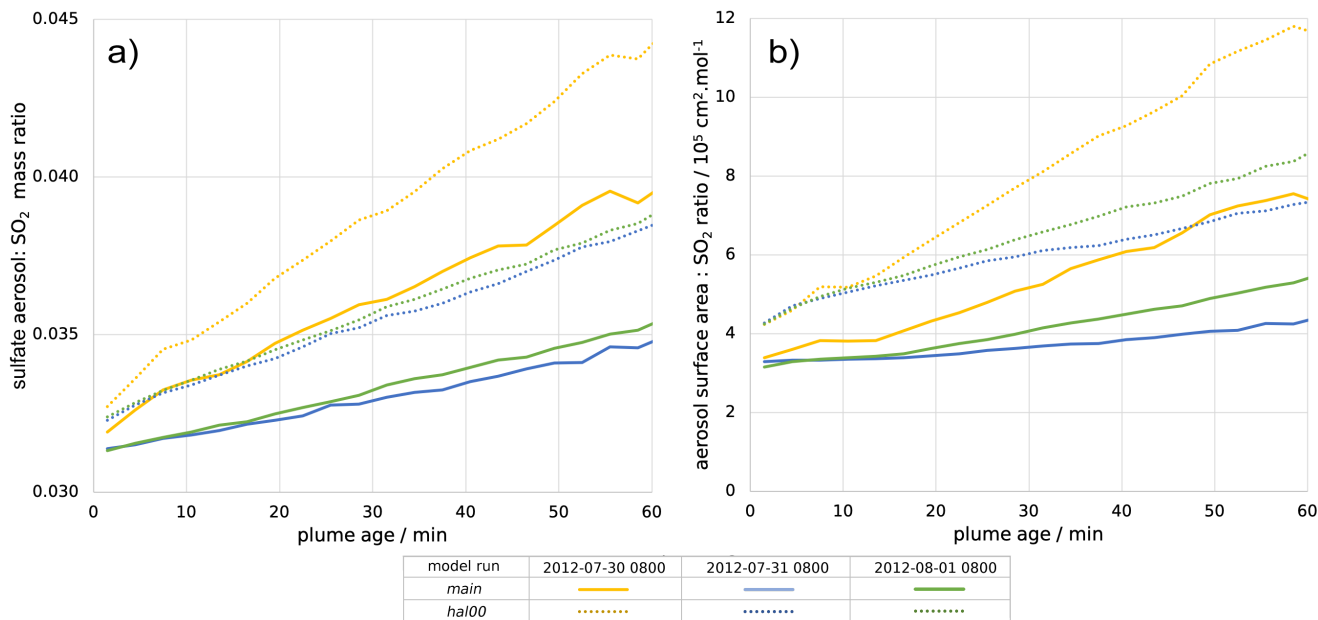 a)
sulfate aerosol: SO₂ mass ratio
0.045
0.040
0.035
0.030
0 10 20 30 40 50 60
plume age / min
b)
aerosol surface area : SO₂ ratio / 10⁵ cm².mol⁻¹
12
10
8
6
4
2
0
0 10 20 30 40 50 60
plume age / min
model run 2012-07-30 0800 2012-07-31 0800 2012-08-01 0800
main
hal00